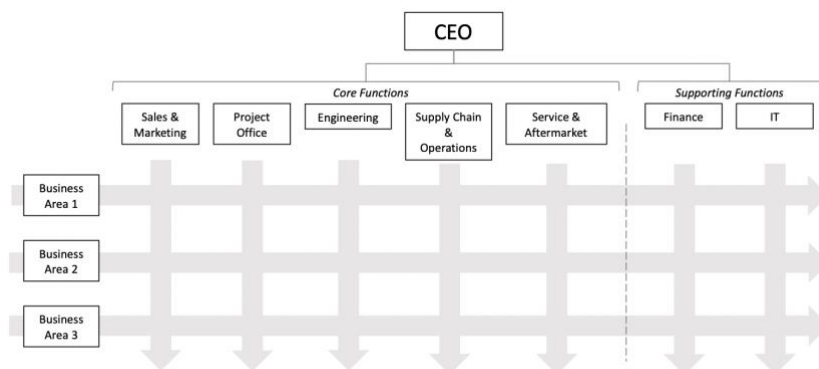 CEO
Core Functions
Supporting Functions
Sales &
Marketing
Project
Office
Engineering
Supply Chain
&
Operations
Service &
Aftermarket
Finance
IT
Business
Area 1
Business
Area 2
Business
Area 3